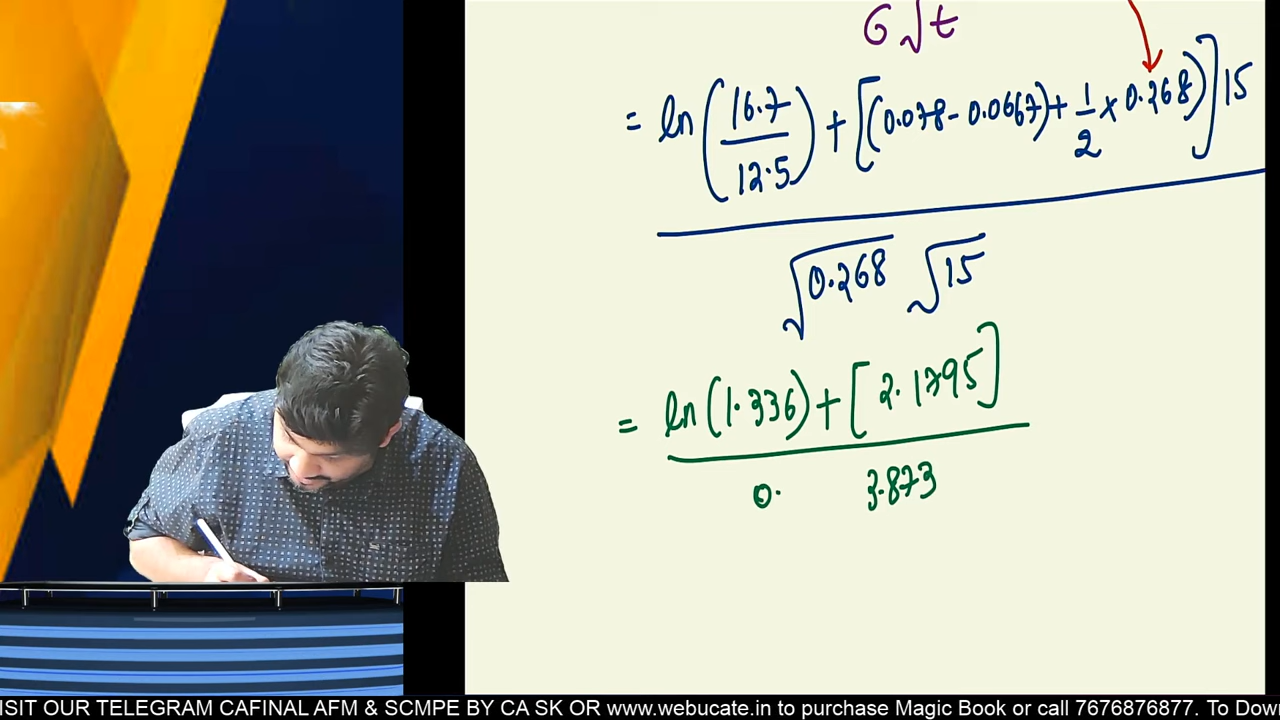 σ√t
= ln(16.7/12.5) + [(0.078 - 0.0667) + 1/2 × 0.268)] 15
√0.268 √15
= ln(1.336) + [2.1795]
0. 3.873
ISIT OUR TELEGRAM CAFINAL AFM & SCMPE BY CA SK OR www.webucate.in to purchase Magic Book or call 7676876877. To Dow